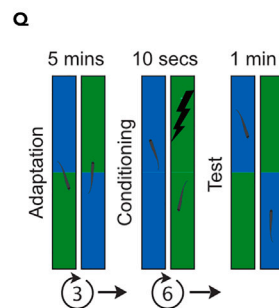 Q
5 mins
10 secs
1 min
Adaptation
Conditioning
Test
3
6